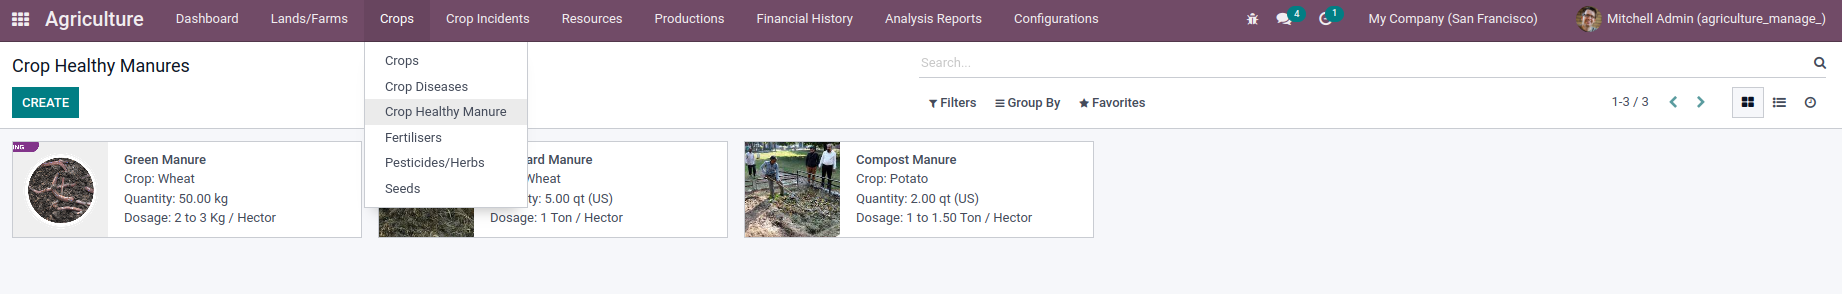 Agriculture Dashboard Lands/Farms Crops Crop Incidents Resources Productions Financial History Analysis Reports Configurations 4 1 My Company (San Francisco) Mitchell Admin (agriculture_manage_)
Crop Healthy Manures
Search...
CREATE
Filters Group By Favorites 1-3 / 3
Crops
Crop Diseases
Crop Healthy Manure
Fertilisers
Pesticides/Herbs
Seeds
ING
Green Manure
Crop: Wheat
Quantity: 50.00 kg
Dosage: 2 to 3 Kg / Hector
ard Manure
Wheat
ty: 5.00 qt (US)
Dosage: 1 Ton / Hector
Compost Manure
Crop: Potato
Quantity: 2.00 qt (US)
Dosage: 1 to 1.50 Ton / Hector